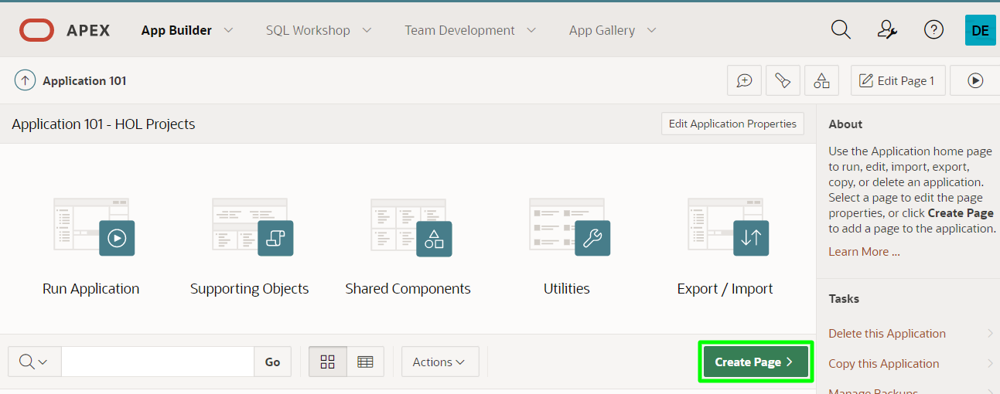 APEX App Builder SQL Workshop Team Development App Gallery DE
Application 101 Edit Page 1
Application 101 - HOL Projects Edit Application Properties
Run Application Supporting Objects Shared Components Utilities Export / Import
Go Actions Create Page
About
Use the Application home page
to run, edit, import, export,
copy, or delete an application.
Select a page to edit the page
properties, or click Create Page
to add a page to the application.
Learn More ...
Tasks
Delete this Application
Copy this Application
Manage Backups